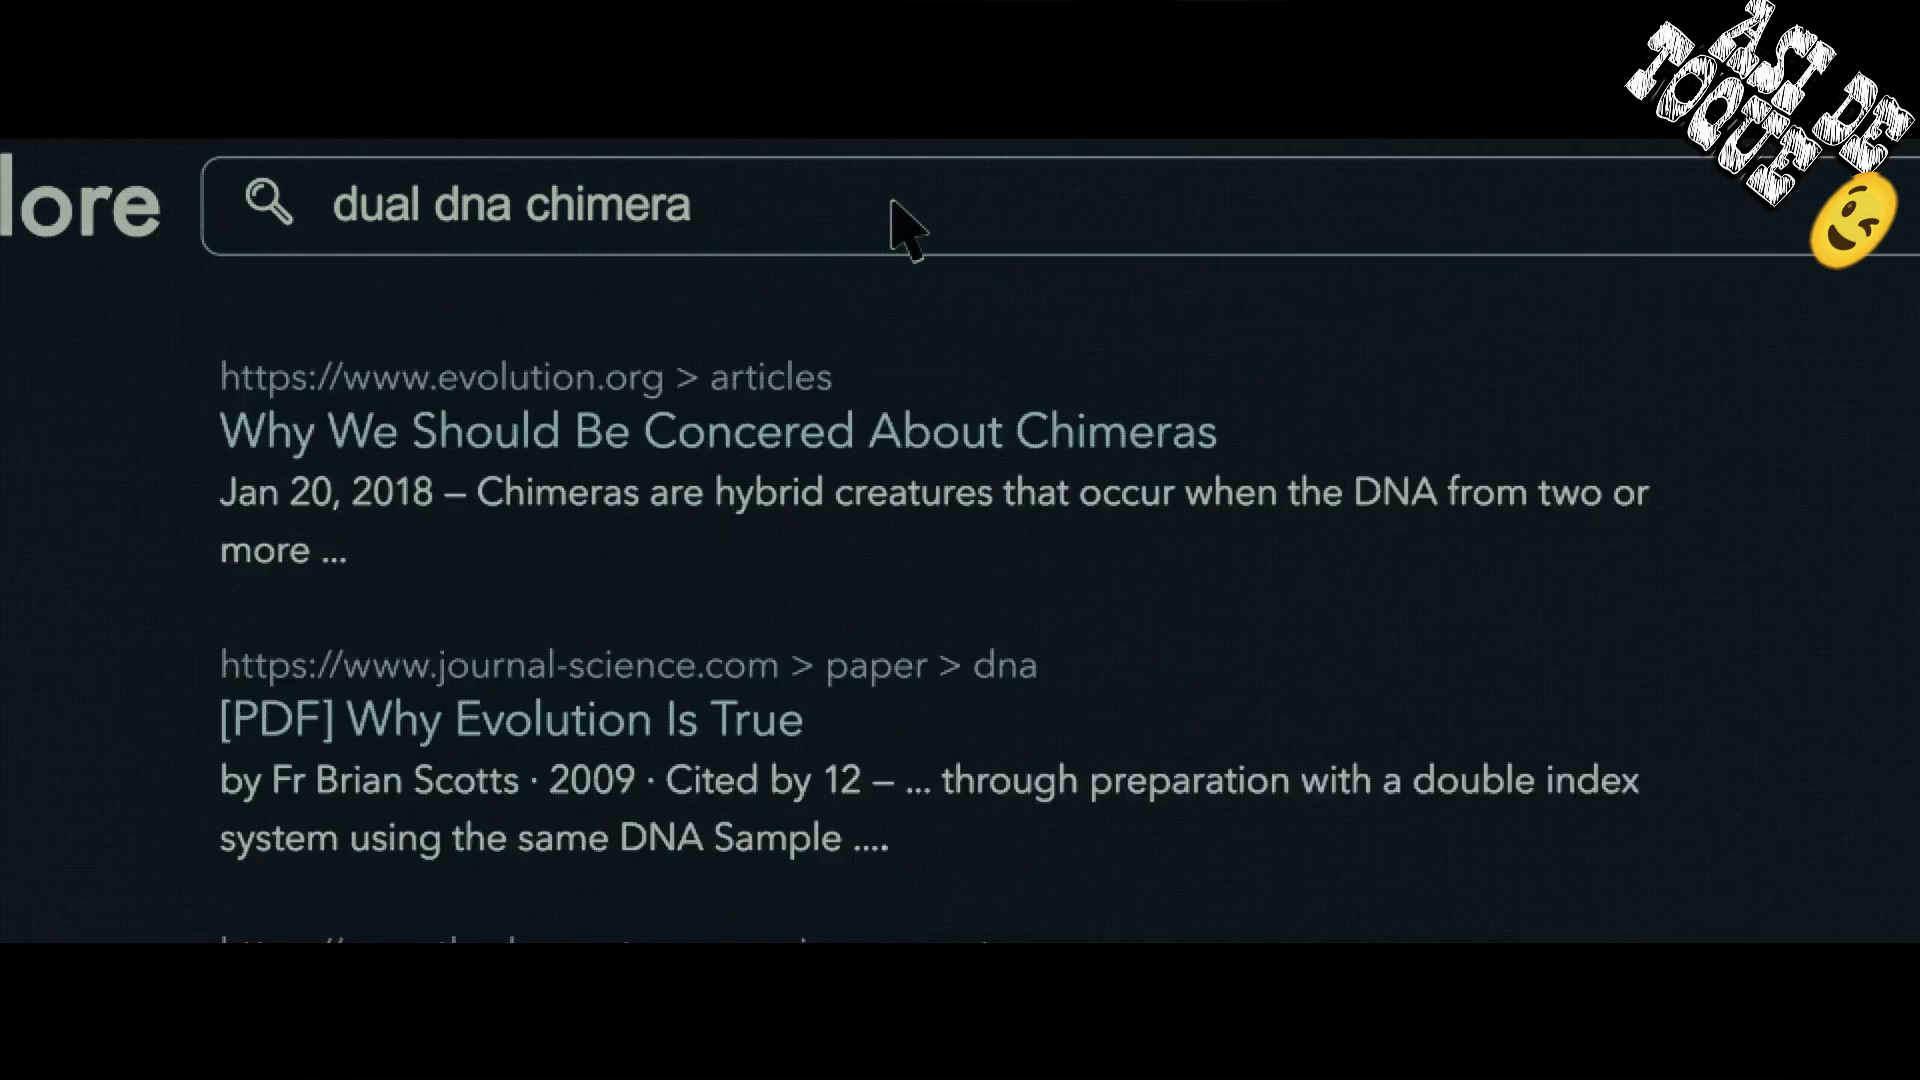 ASI DE
TOQUE
lore
dual dna chimera
https://www.evolution.org > articles
Why We Should Be Concered About Chimeras
Jan 20, 2018 – Chimeras are hybrid creatures that occur when the DNA from two or
more ...
https://www.journal-science.com > paper > dna
[PDF] Why Evolution Is True
by Fr Brian Scotts · 2009 · Cited by 12 – ... through preparation with a double index
system using the same DNA Sample ....